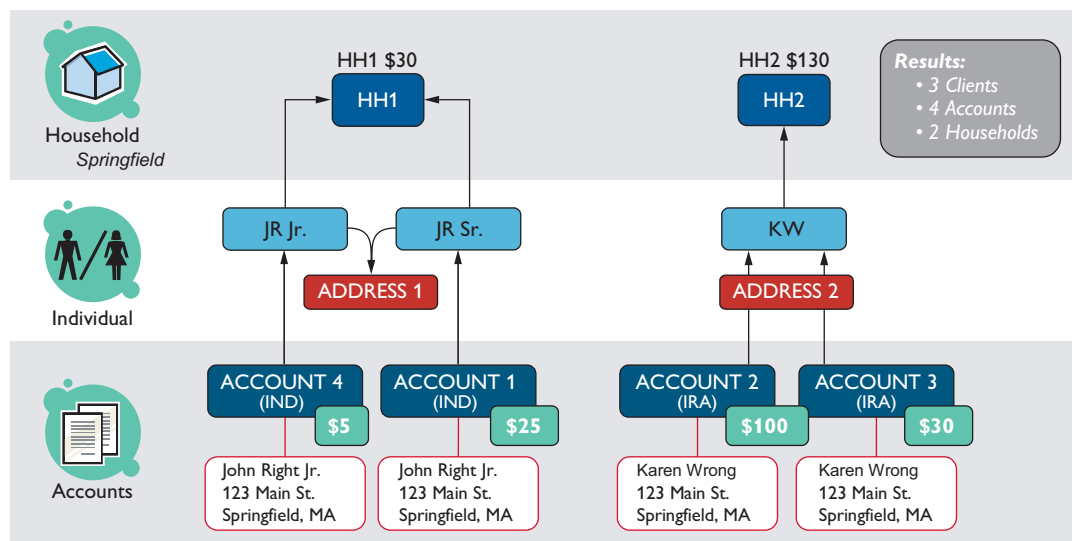 HH1 $30
HH2 $130
Results:
• 3 Clients
• 4 Accounts
• 2 Households
HH1
HH2
Household
Springfield
JR Jr.
JR Sr.
KW
ADDRESS 1
ADDRESS 2
Individual
ACCOUNT 4
(IND)
$5
ACCOUNT 1
(IND)
$25
ACCOUNT 2
(IRA)
$100
ACCOUNT 3
(IRA)
$30
Accounts
John Right Jr.
123 Main St.
Springfield, MA
John Right Jr.
123 Main St.
Springfield, MA
Karen Wrong
123 Main St.
Springfield, MA
Karen Wrong
123 Main St.
Springfield, MA